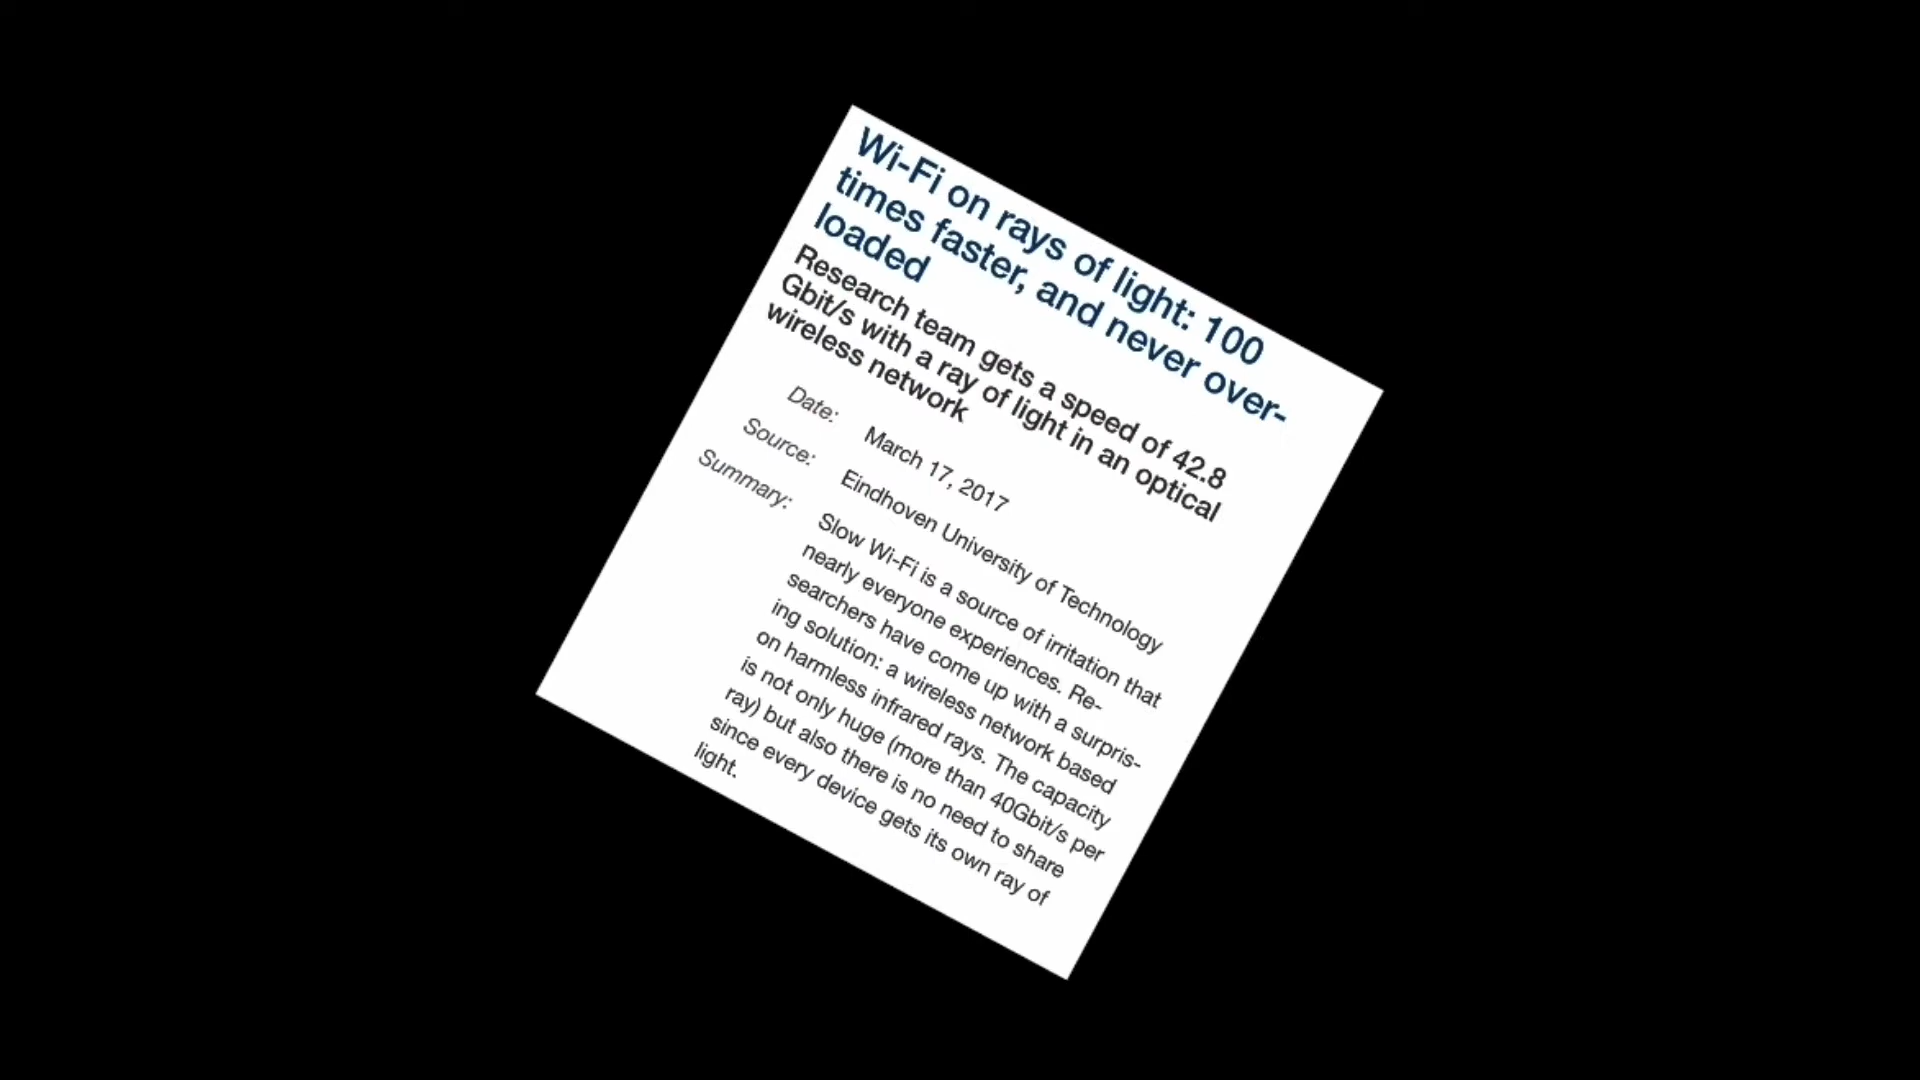 Wi-Fi on rays of light: 100
times faster, and never over-
loaded
Research team gets a speed of 42.8
Gbit/s with a ray of light in an optical
wireless network
Date: March 17, 2017
Source: Eindhoven University of Technology
Summary: Slow Wi-Fi is a source of irritation that
nearly everyone experiences. Re-
searchers have come up with a surpris-
ing solution: a wireless network based
on harmless infrared rays. The capacity
is not only huge (more than 40Gbit/s per
ray) but also there is no need to share
since every device gets its own ray of
light.